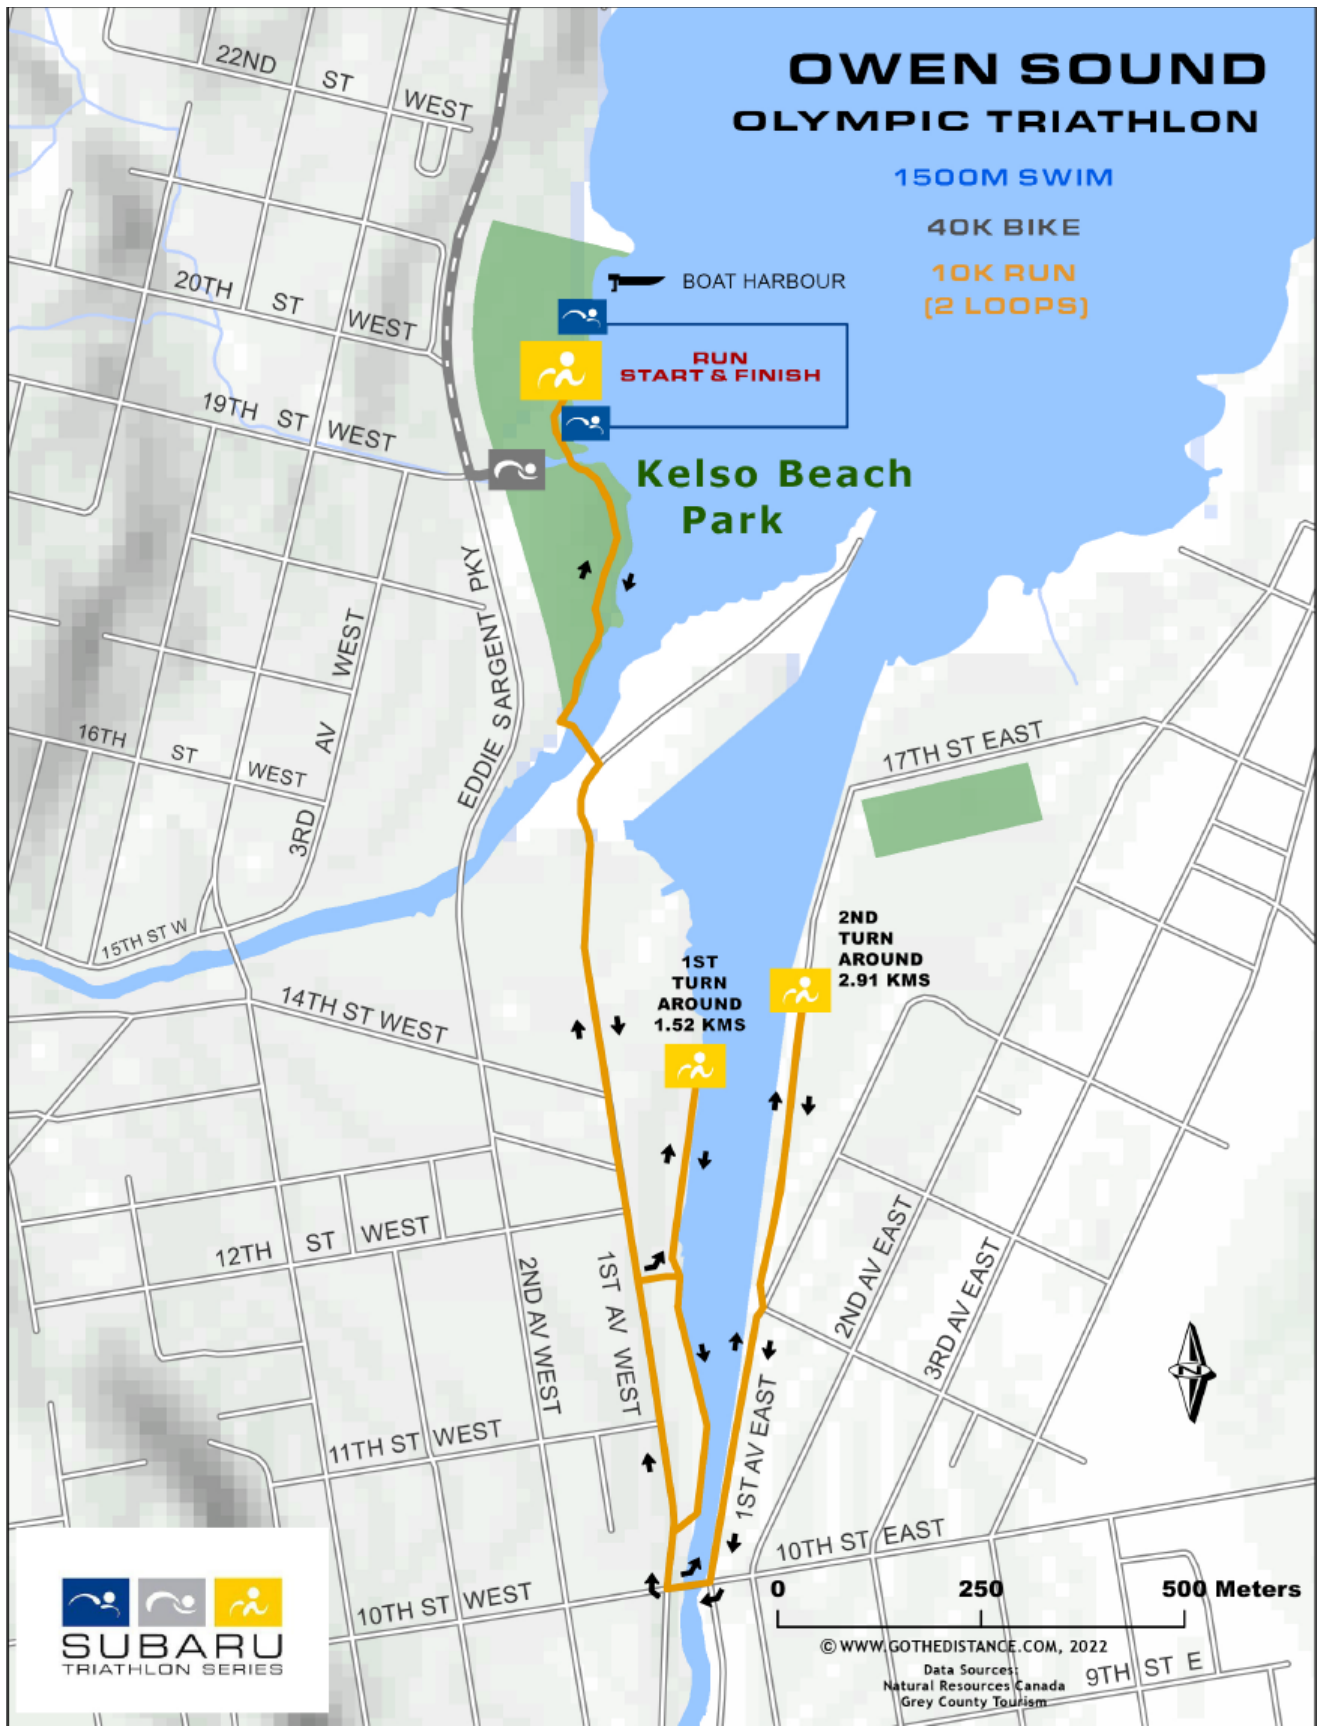 OWEN SOUND
OLYMPIC TRIATHLON
1500M SWIM
40K BIKE
10K RUN
(2 LOOPS)
22ND ST WEST
BOAT HARBOUR
20TH ST WEST
RUN
START & FINISH
19TH ST WEST
Kelso Beach
Park
EDDIE SARGENT PKY
3RD AV WEST
16TH ST WEST
17TH ST EAST
15TH ST W
2ND
TURN
AROUND
2.91 KMS
1ST
TURN
AROUND
1.52 KMS
14TH ST WEST
12TH ST WEST
2ND AV WEST
1ST AV WEST
2ND AV EAST
3RD AV EAST
N
11TH ST WEST
1ST AV EAST
10TH ST EAST
10TH ST WEST
0 250 500 Meters
© WWW.GOTHEDISTANCE.COM, 2022
Data Sources:
Natural Resources Canada
Grey County Tourism
9TH ST E
SUBARU
TRIATHLON SERIES